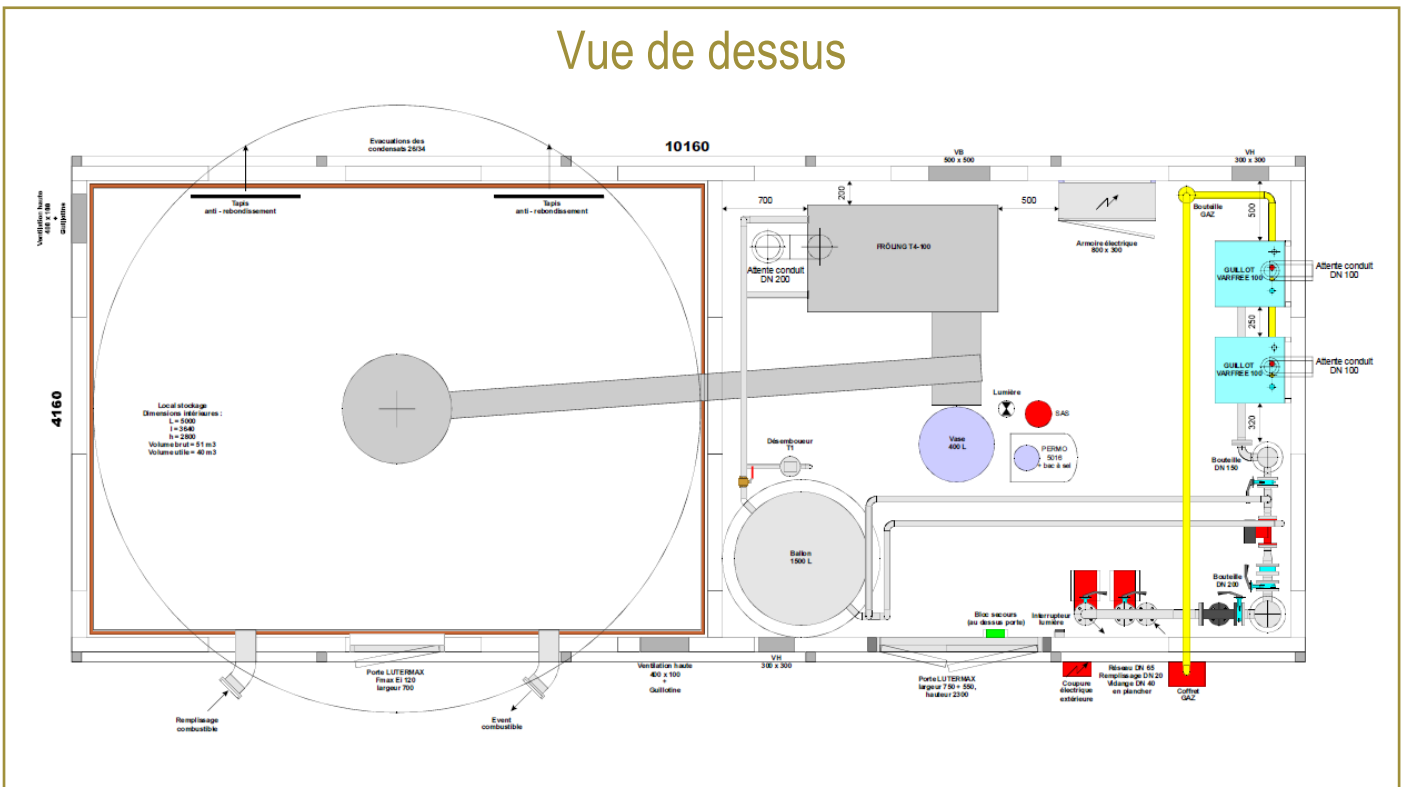 Vue de dessus
Evacuations des
condensats 26/34
10160
VB
500 x 500
VH
300 x 300
Ventilation haute
400 x 100
+
Guillotine
Tapis
anti - rebondissement
Tapis
anti - rebondissement
700
200
500
500
Bouteille
GAZ
Armoire électrique
800 x 300
FRÖLING T4-100
Attente conduit
DN 200
GUILLOT
VARFREE 100
Attente conduit
DN 100
250
GUILLOT
VARFREE 100
Attente conduit
DN 100
320
4160
Local stockage
Dimensions intérieures :
L = 5000
l = 3640
h = 2800
Volume brut = 51 m3
Volume utile = 40 m3
Lumière
SAS
Vase
400 L
PERMO
5016
+ bac à sel
Désemboueur
T1
Bouteille
DN 150
Ballon
1500 L
Bouteille
DN 200
Bloc secours
(au dessus porte)
Interrupteur
lumière
Porte LUTERMAX
Fmax Ei 120
largeur 700
Ventilation haute
400 x 100
+
Guillotine
VH
300 x 300
Porte LUTERMAX
largeur 750 + 550,
hauteur 2300
Coupure
électrique
extérieure
Réseau DN 65
Remplissage DN 20
Vidange DN 40
en plancher
Coffret
GAZ
Remplissage
combustible
Event
combustible